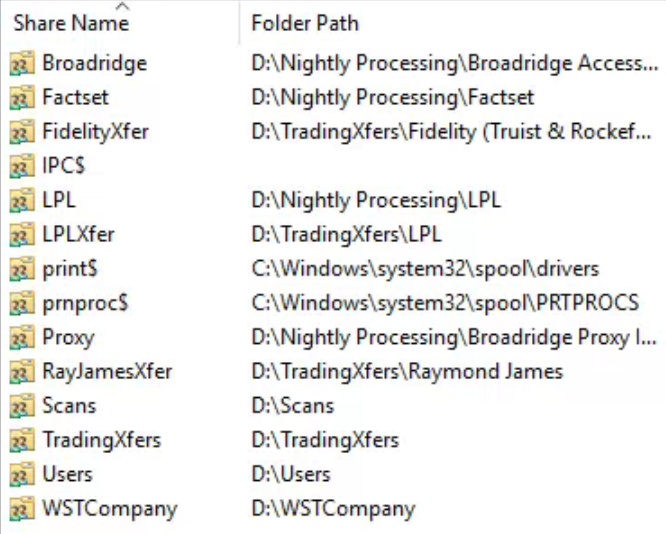 Share Name Folder Path
Broadridge D:\Nightly Processing\Broadridge Access...
Factset D:\Nightly Processing\Factset
FidelityXfer D:\TradingXfers\Fidelity (Truist & Rockef...
IPC$
LPL D:\Nightly Processing\LPL
LPLXfer D:\TradingXfers\LPL
print$ C:\Windows\system32\spool\drivers
prnproc$ C:\Windows\system32\spool\PRTPROCS
Proxy D:\Nightly Processing\Broadridge Proxy I...
RayJamesXfer D:\TradingXfers\Raymond James
Scans D:\Scans
TradingXfers D:\TradingXfers
Users D:\Users
WSTCompany D:\WSTCompany